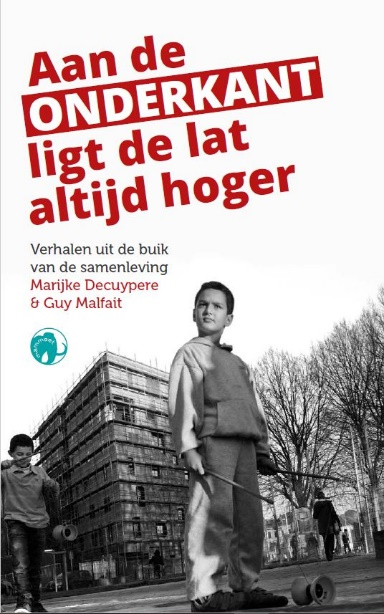 Aan de
ONDERKANT
ligt de lat
altijd hoger
Verhalen uit de buik
van de samenleving
Marijke Decuypere
& Guy Malfait
mammoet